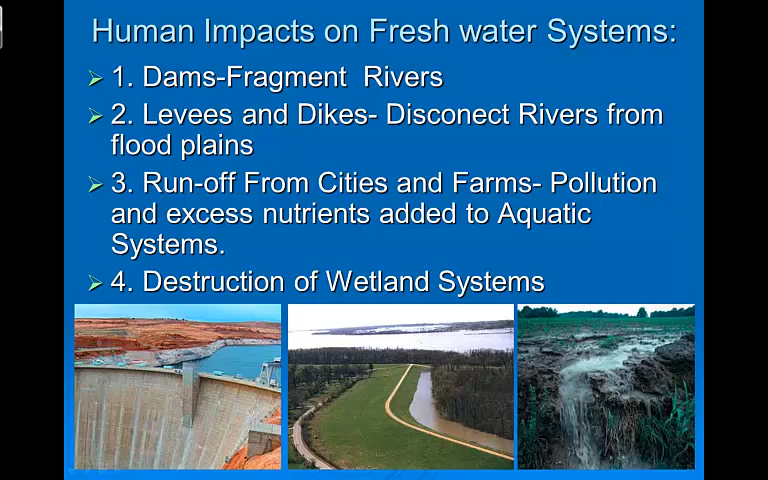 Human Impacts on Fresh water Systems:
1. Dams-Fragment Rivers
2. Levees and Dikes- Disconect Rivers from
flood plains
3. Run-off From Cities and Farms- Pollution
and excess nutrients added to Aquatic
Systems.
4. Destruction of Wetland Systems